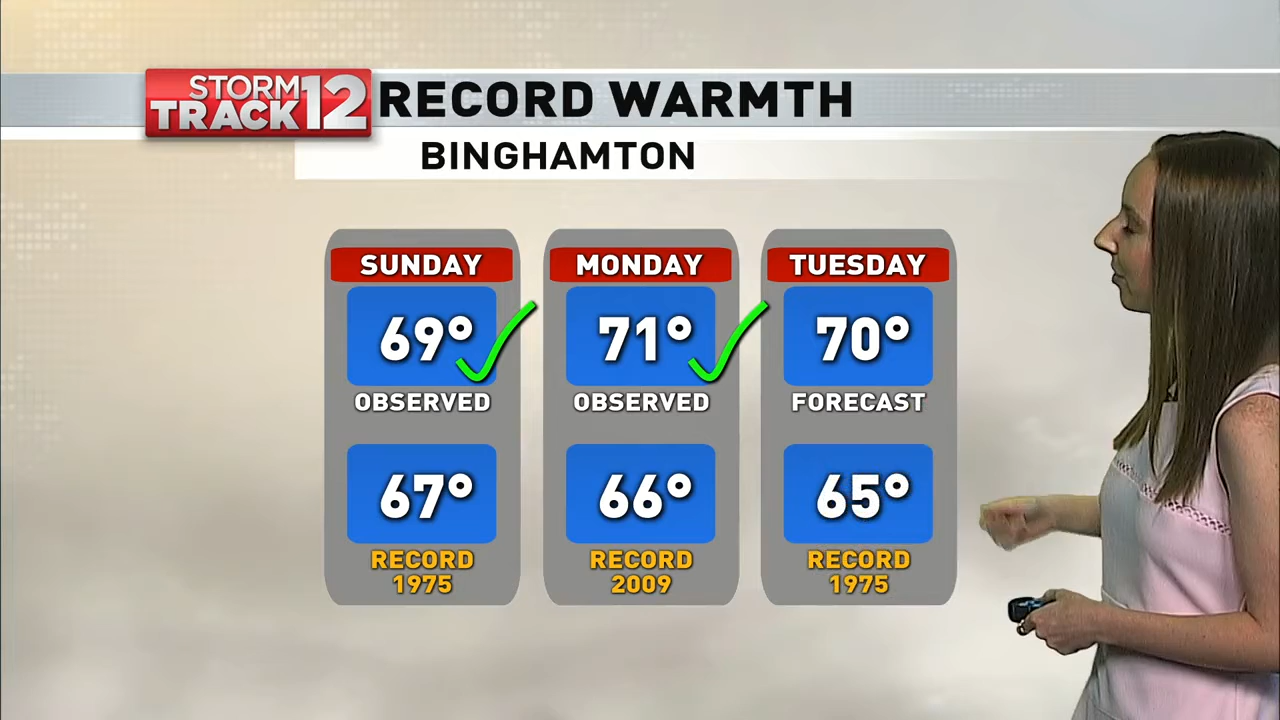 STORM
TRACK 12
RECORD WARMTH
BINGHAMTON
SUNDAY
69°
OBSERVED
67°
RECORD
1975
MONDAY
71°
OBSERVED
66°
RECORD
2009
TUESDAY
70°
FORECAST
65°
RECORD
1975